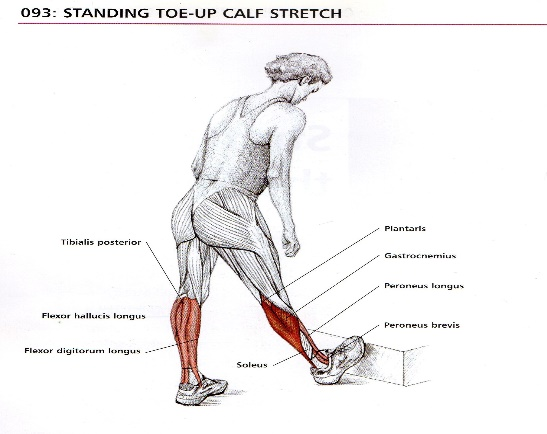 093: STANDING TOE-UP CALF STRETCH
Plantaris
Tibialis posterior
Gastrocnemius
Peroneus longus
Flexor hallucis longus
Peroneus brevis
Flexor digitorum longus
Soleus